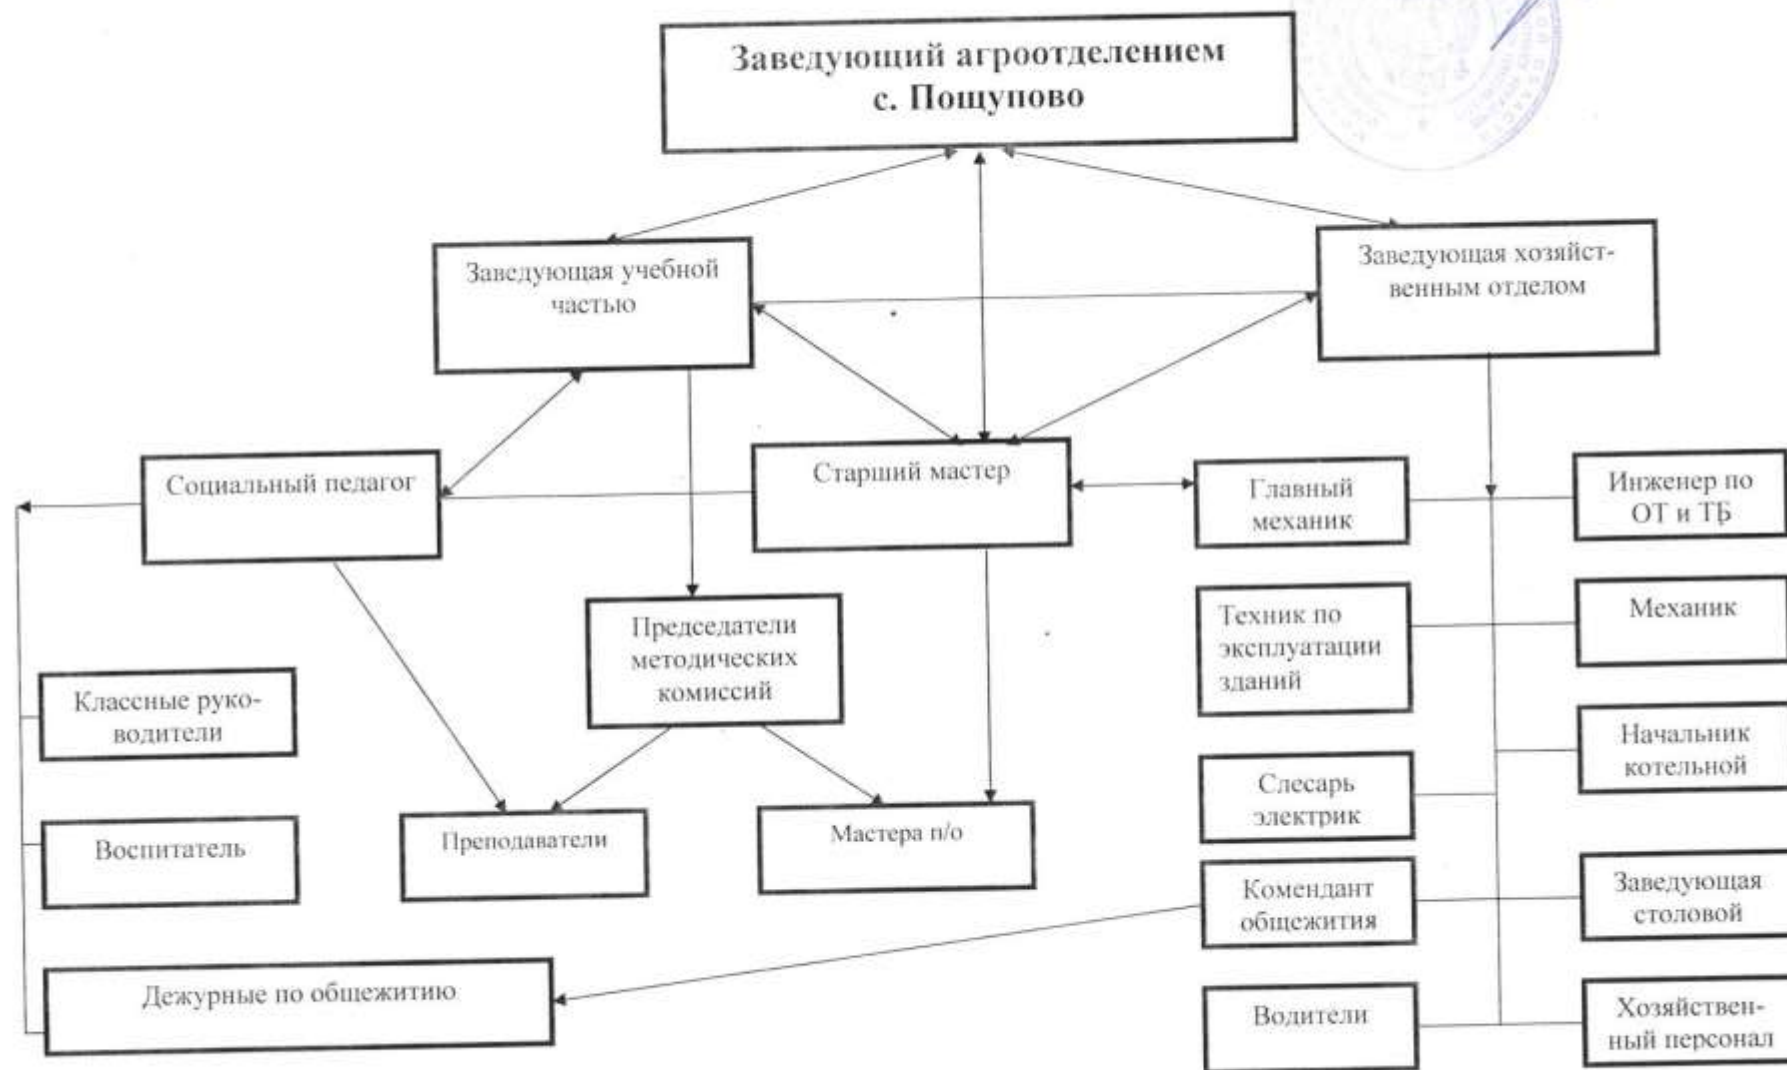 Заведующий агроотделением
с. Пощупово
Заведующая учебной
частью
Заведующая хозяйст-
венным отделом
Социальный педагог
Старший мастер
Главный
механик
Инженер по
ОТ и ТБ
Председатели
методических
комиссий
Техник по
эксплуатации
зданий
Механик
Классные руко-
водители
Начальник
котельной
Слесарь
электрик
Воспитатель
Преподаватели
Мастера п/о
Комендант
общежития
Заведующая
столовой
Дежурные по общежитию
Водители
Хозяйствен-
ный персонал